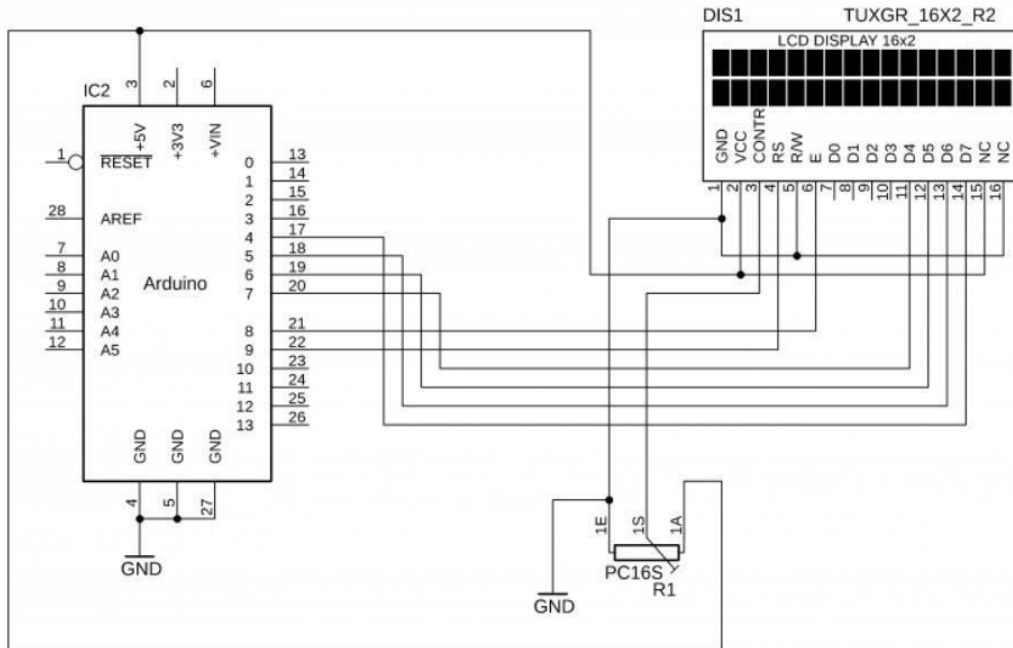 DIS1 TUXGR_16X2_R2
LCD DISPLAY 16x2
GND VCC CONTR RS R/W E D0 D1 D2 D3 D4 D5 D6 D7 NC NC
1 2 3 4 5 6 7 8 9 10 11 12 13 14 15 16
IC2
3 2 6
+5V +3V3 +VIN
1 RESET
28 AREF
7 A0
8 A1
9 A2
10 A3
11 A4
12 A5
Arduino
0 13
1 14
2 15
3 16
4 17
5 18
6 19
7 20
8 21
9 22
10 23
11 24
12 25
13 26
GND GND GND
4 5 27
GND
1E 1S 1A
PC16S
R1
GND